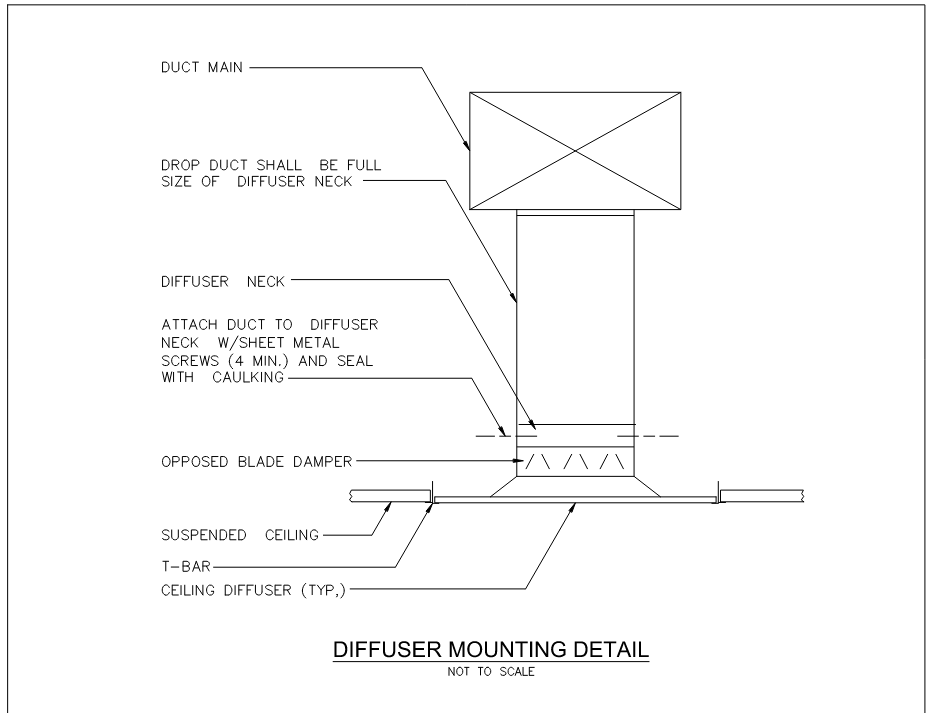 DUCT MAIN
DROP DUCT SHALL BE FULL
SIZE OF DIFFUSER NECK
DIFFUSER NECK
ATTACH DUCT TO DIFFUSER
NECK W/SHEET METAL
SCREWS (4 MIN.) AND SEAL
WITH CAULKING
OPPOSED BLADE DAMPER
SUSPENDED CEILING
T-BAR
CEILING DIFFUSER (TYP,)
DIFFUSER MOUNTING DETAIL
NOT TO SCALE